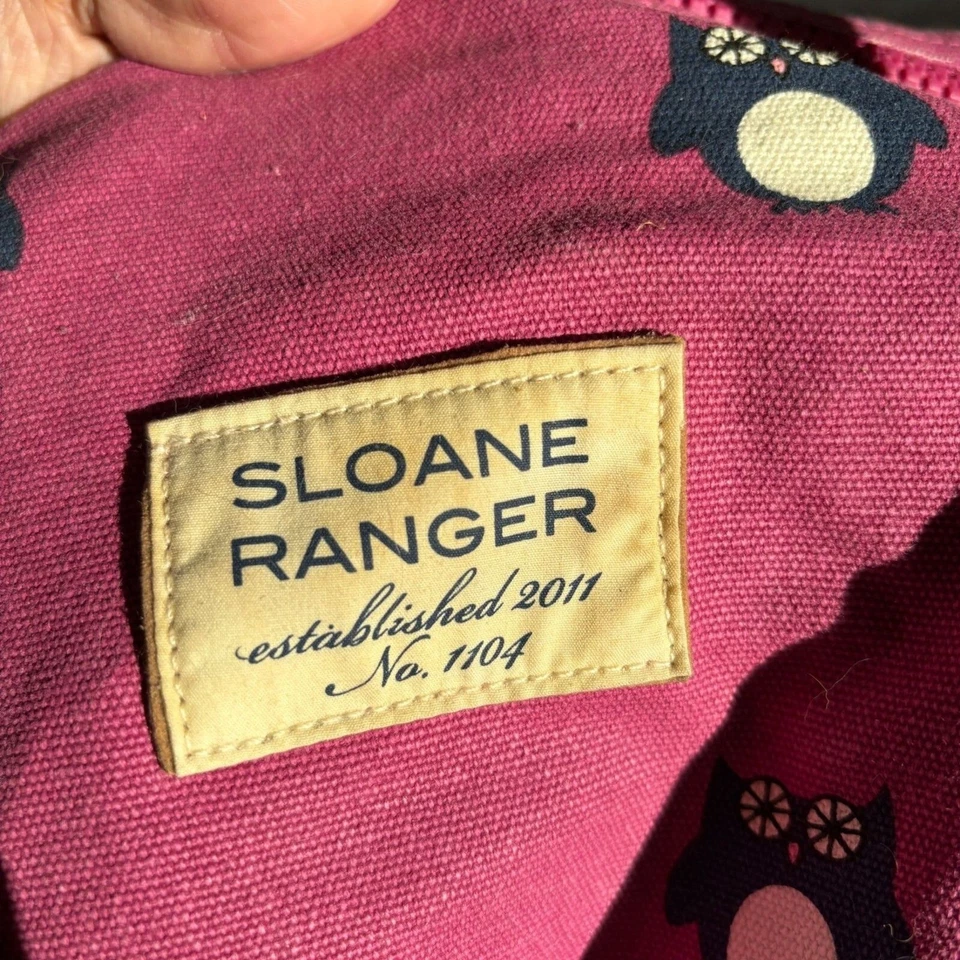 SLOANE
RANGER
established 2011
No. 1104